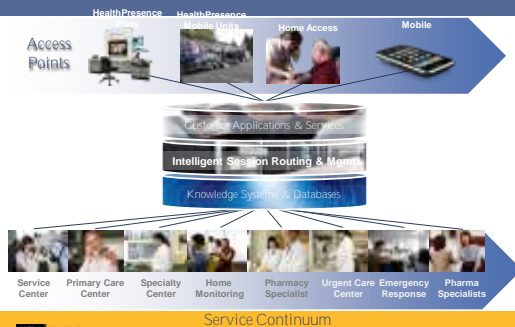 HealthPresence
Pods
HealthPresence
Mobile Units
Home Access
Mobile
Access
Points
Customer Applications & Services
Intelligent Session Routing & Mgmt
Knowledge Systems & Databases
Service
Center
Primary Care
Center
Specialty
Center
Home
Monitoring
Pharmacy
Specialist
Urgent Care
Center
Emergency
Response
Pharma
Specialists
Service Continuum